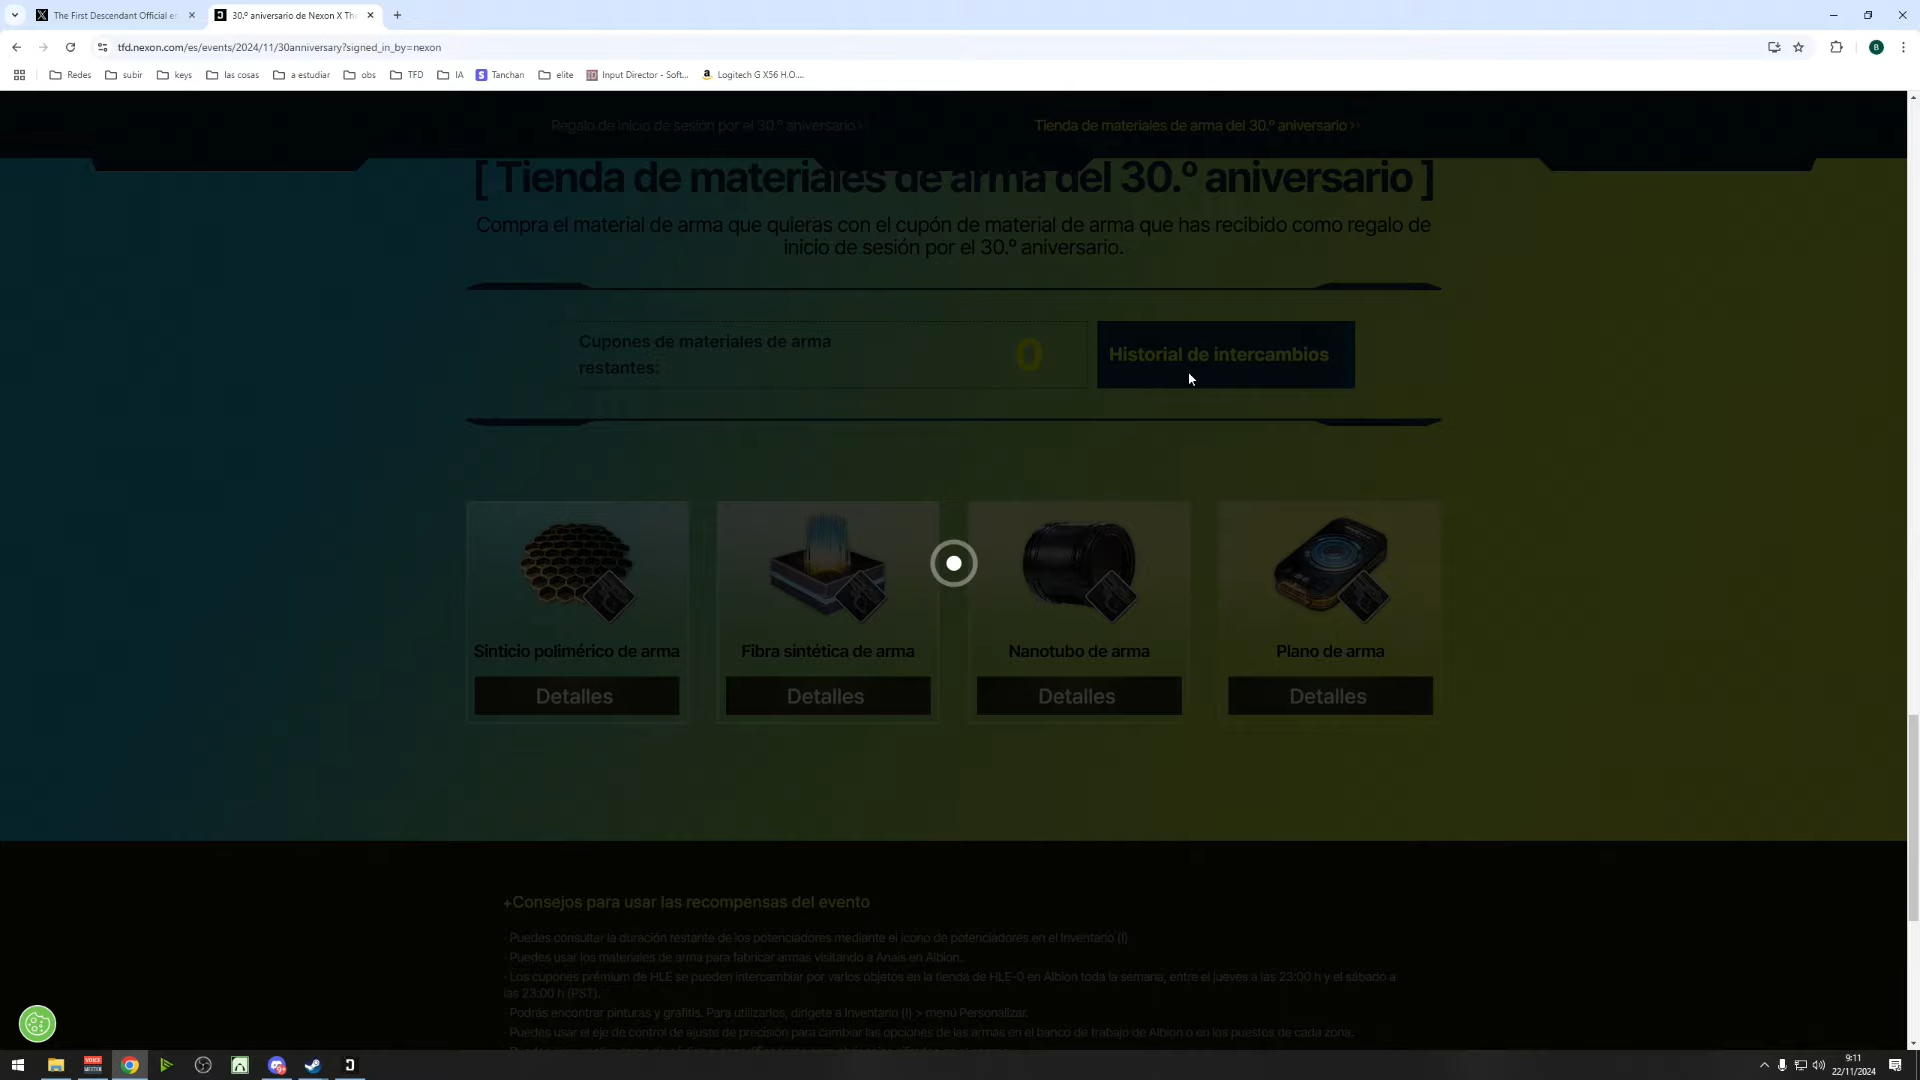 The First Descendant Official en
30.º aniversario de Nexon X The
tfd.nexon.com/es/events/2024/11/30anniversary?signed_in_by=nexon
B
Redes
subir
keys
las cosas
a estudiar
obs
TFD
IA
Tanchan
elite
Input Director - Soft...
Logitech G X56 H.O....
Regalo de inicio de sesión por el 30.º aniversario >>
Tienda de materiales de arma del 30.º aniversario >>
[ Tienda de materiales de arma del 30.º aniversario ]
Compra el material de arma que quieras con el cupón de material de arma que has recibido como regalo de
inicio de sesión por el 30.º aniversario.
Cupones de materiales de arma
restantes:
0
Historial de intercambios
Sinticio polimérico de arma
Fibra sintética de arma
Nanotubo de arma
Plano de arma
Detalles
Detalles
Detalles
Detalles
+Consejos para usar las recompensas del evento
· Puedes consultar la duración restante de los potenciadores mediante el icono de potenciadores en el Inventario (I)
· Puedes usar los materiales de arma para fabricar armas visitando a Anais en Albion.
· Los cupones prémium de HLE se pueden intercambiar por varios objetos en la tienda de HLE-0 en Albion toda la semana, entre el jueves a las 23:00 h y el sábado a
las 23:00 h (PST).
· Podrás encontrar pinturas y grafitis. Para utilizarlos, dirígete a Inventario (I) > menú Personalizar.
· Puedes usar el eje de control de ajuste de precisión para cambiar las opciones de las armas en el banco de trabajo de Albion o en los puestos de cada zona.
9:11
22/11/2024